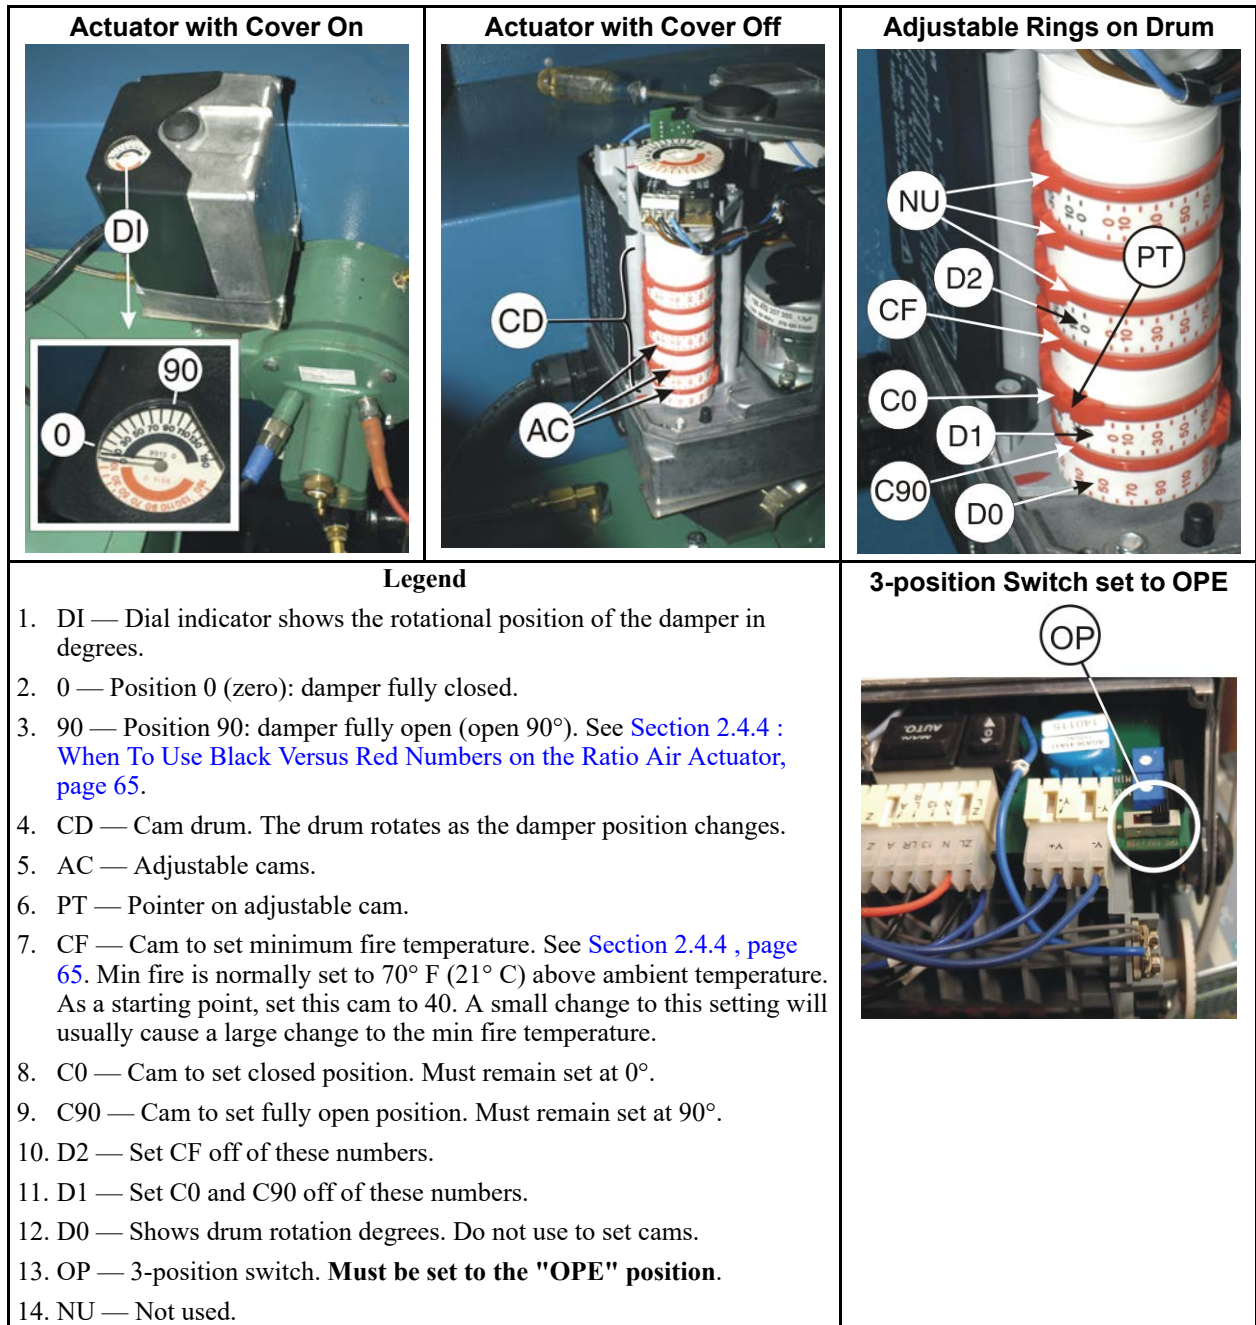 Actuator with Cover On
Actuator with Cover Off
Adjustable Rings on Drum
DI
90
0
CD
AC
NU
PT
D2
CF
C0
D1
C90
D0
Legend
1. DI — Dial indicator shows the rotational position of the damper in
degrees.
2. 0 — Position 0 (zero): damper fully closed.
3. 90 — Position 90: damper fully open (open 90°). See Section 2.4.4 :
When To Use Black Versus Red Numbers on the Ratio Air Actuator,
page 65.
4. CD — Cam drum. The drum rotates as the damper position changes.
5. AC — Adjustable cams.
6. PT — Pointer on adjustable cam.
7. CF — Cam to set minimum fire temperature. See Section 2.4.4 , page
65. Min fire is normally set to 70° F (21° C) above ambient temperature.
As a starting point, set this cam to 40. A small change to this setting will
usually cause a large change to the min fire temperature.
8. C0 — Cam to set closed position. Must remain set at 0°.
9. C90 — Cam to set fully open position. Must remain set at 90°.
10. D2 — Set CF off of these numbers.
11. D1 — Set C0 and C90 off of these numbers.
12. D0 — Shows drum rotation degrees. Do not use to set cams.
13. OP — 3-position switch. Must be set to the "OPE" position.
14. NU — Not used.
3-position Switch set to OPE
OP
MAN. AUTO.
140115
Z A LR 13 N ZL
Y+ Y-